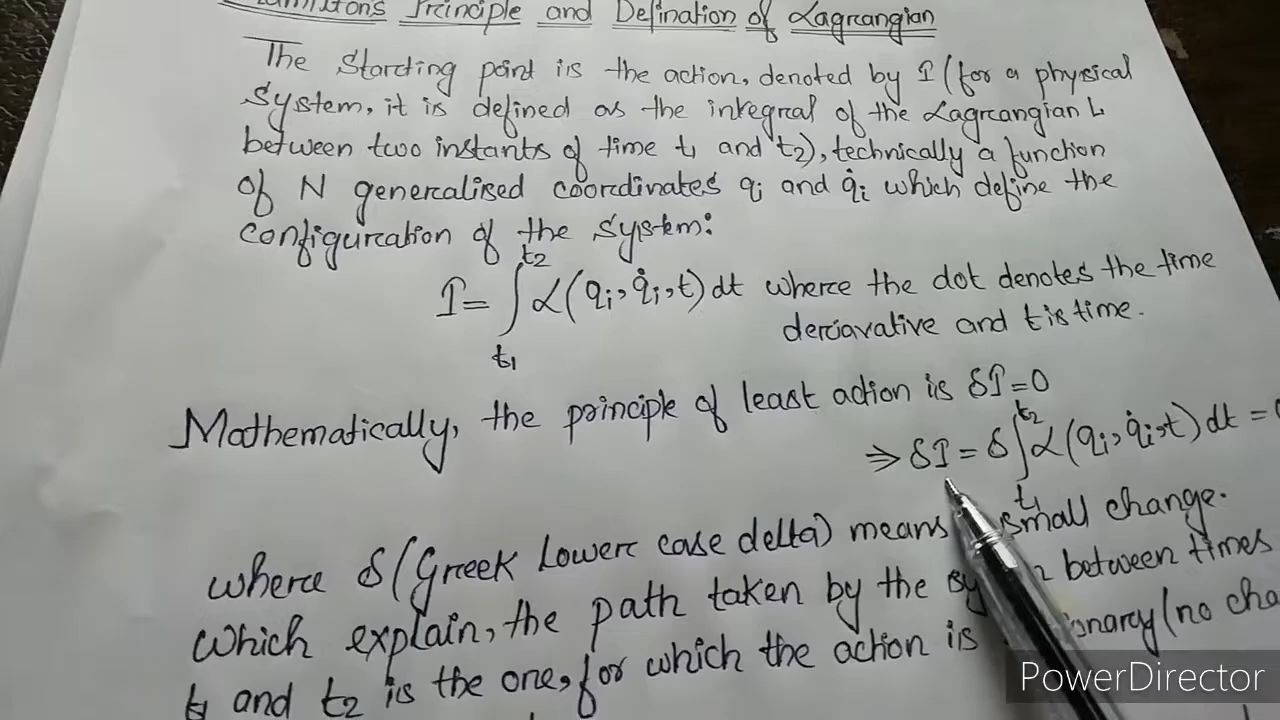 Hamilton's Principle and Defination of Lagrangian
The Starting point is the action, denoted by I (for a physical
System, it is defined as the integral of the Lagrangian L
between two instants of time t1 and t2), technically a function
of N generalised coordinates qi and q̇i which define the
configuration of the system:
I = ∫ L(qi, q̇i, t) dt where the dot denotes the time
t2
t1
deriavative and t is time.
Mathematically, the principle of least action is δI = 0
⇒ δI = δ∫ L(qi, q̇i, t) dt = 0
t2
t1
where δ (Greek Lower case delta) means small change.
Which explain, the path taken by the between times
t1 and t2 is the one, for which the action is (no
PowerDirector